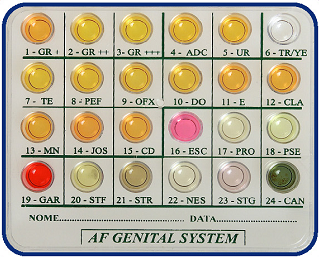 1 - GR + 2 - GR ++ 3- GR +++ 4 - ADC 5 - UR 6 - TR/YE
7 - TE 8 - PEF 9 - OFX 10 - DO 11 - E 12 - CLA
13 - MN 14 - JOS 15 - CD 16 - ESC 17 - PRO 18 - PSE
19 - GAR 20 - STF 21 - STR 22 - NES 23 - STG 24 - CAN
NOME DATA
AF GENITAL SYSTEM